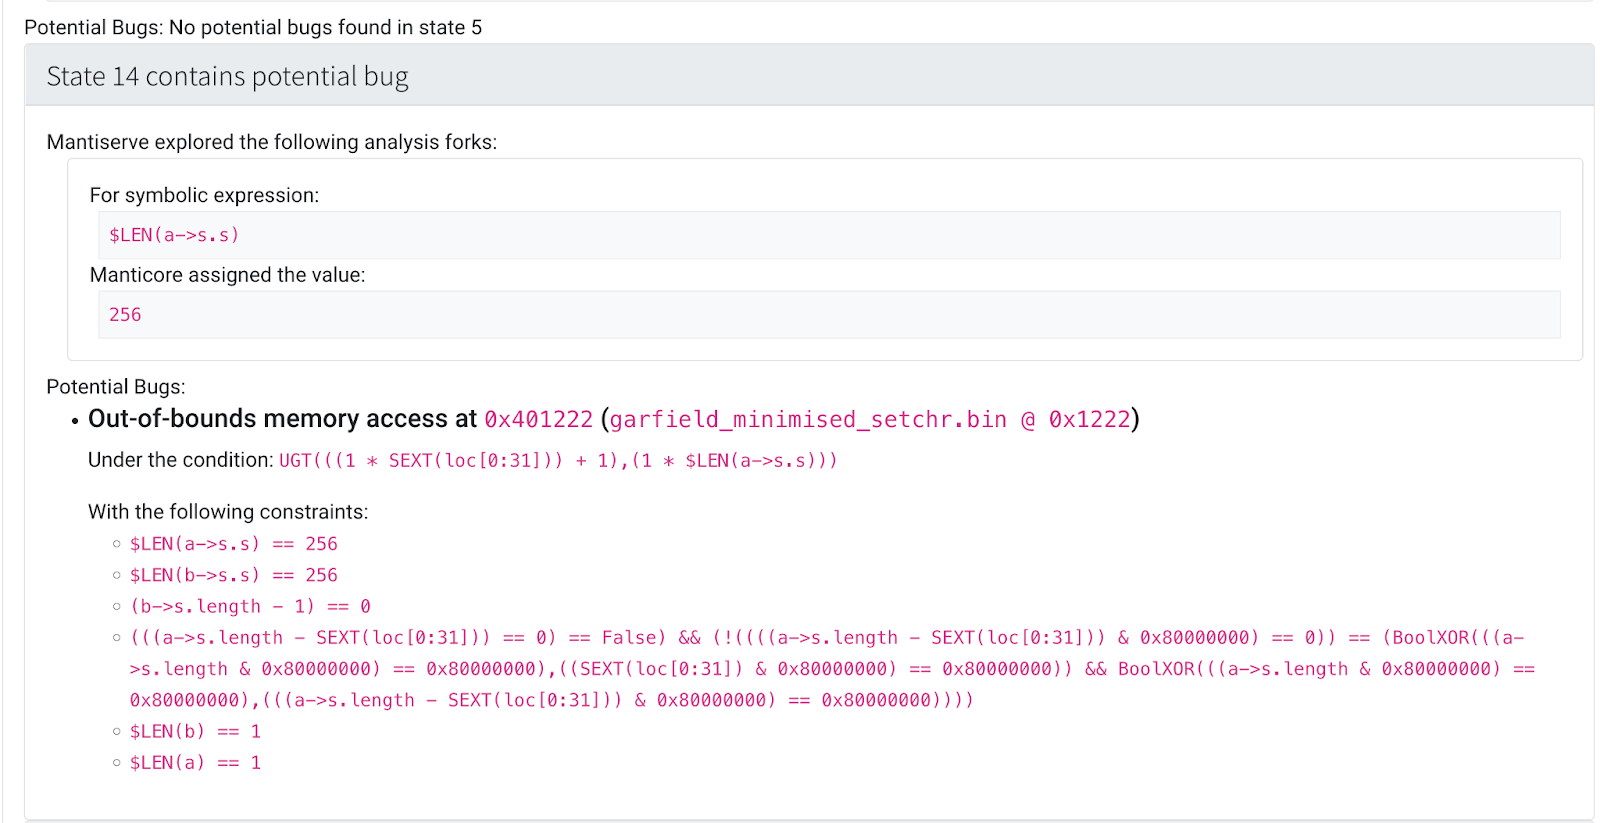 Potential Bugs: No potential bugs found in state 5
State 14 contains potential bug
Mantiserve explored the following analysis forks:
For symbolic expression:
$LEN(a->s.s)
Manticore assigned the value:
256
Potential Bugs:
• Out-of-bounds memory access at 0x401222 (garfield_minimised_setchr.bin @ 0x1222)
Under the condition: UGT(((1 * SEXT(loc[0:31])) + 1),(1 * $LEN(a->s.s)))
With the following constraints:
○ $LEN(a->s.s) == 256
○ $LEN(b->s.s) == 256
○ (b->s.length - 1) == 0
○ (((a->s.length - SEXT(loc[0:31])) == 0) == False) && (!((((a->s.length - SEXT(loc[0:31])) & 0x80000000) == 0)) == (BoolXOR(((a-
>s.length & 0x80000000) == 0x80000000),((SEXT(loc[0:31]) & 0x80000000) == 0x80000000)) && BoolXOR(((a->s.length & 0x80000000) ==
0x80000000),(((a->s.length - SEXT(loc[0:31])) & 0x80000000) == 0x80000000))))
○ $LEN(b) == 1
○ $LEN(a) == 1